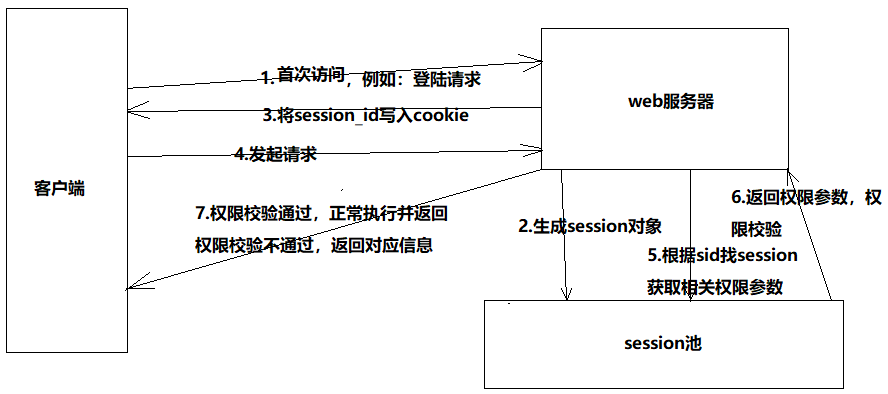 客户端
1.首次访问，例如：登陆请求
web服务器
3.将session_id写入cookie
4.发起请求
7.权限校验通过，正常执行并返回
权限校验不通过，返回对应信息
2.生成session对象
6.返回权限参数，权
限校验
5.根据sid找session
获取相关权限参数
session池